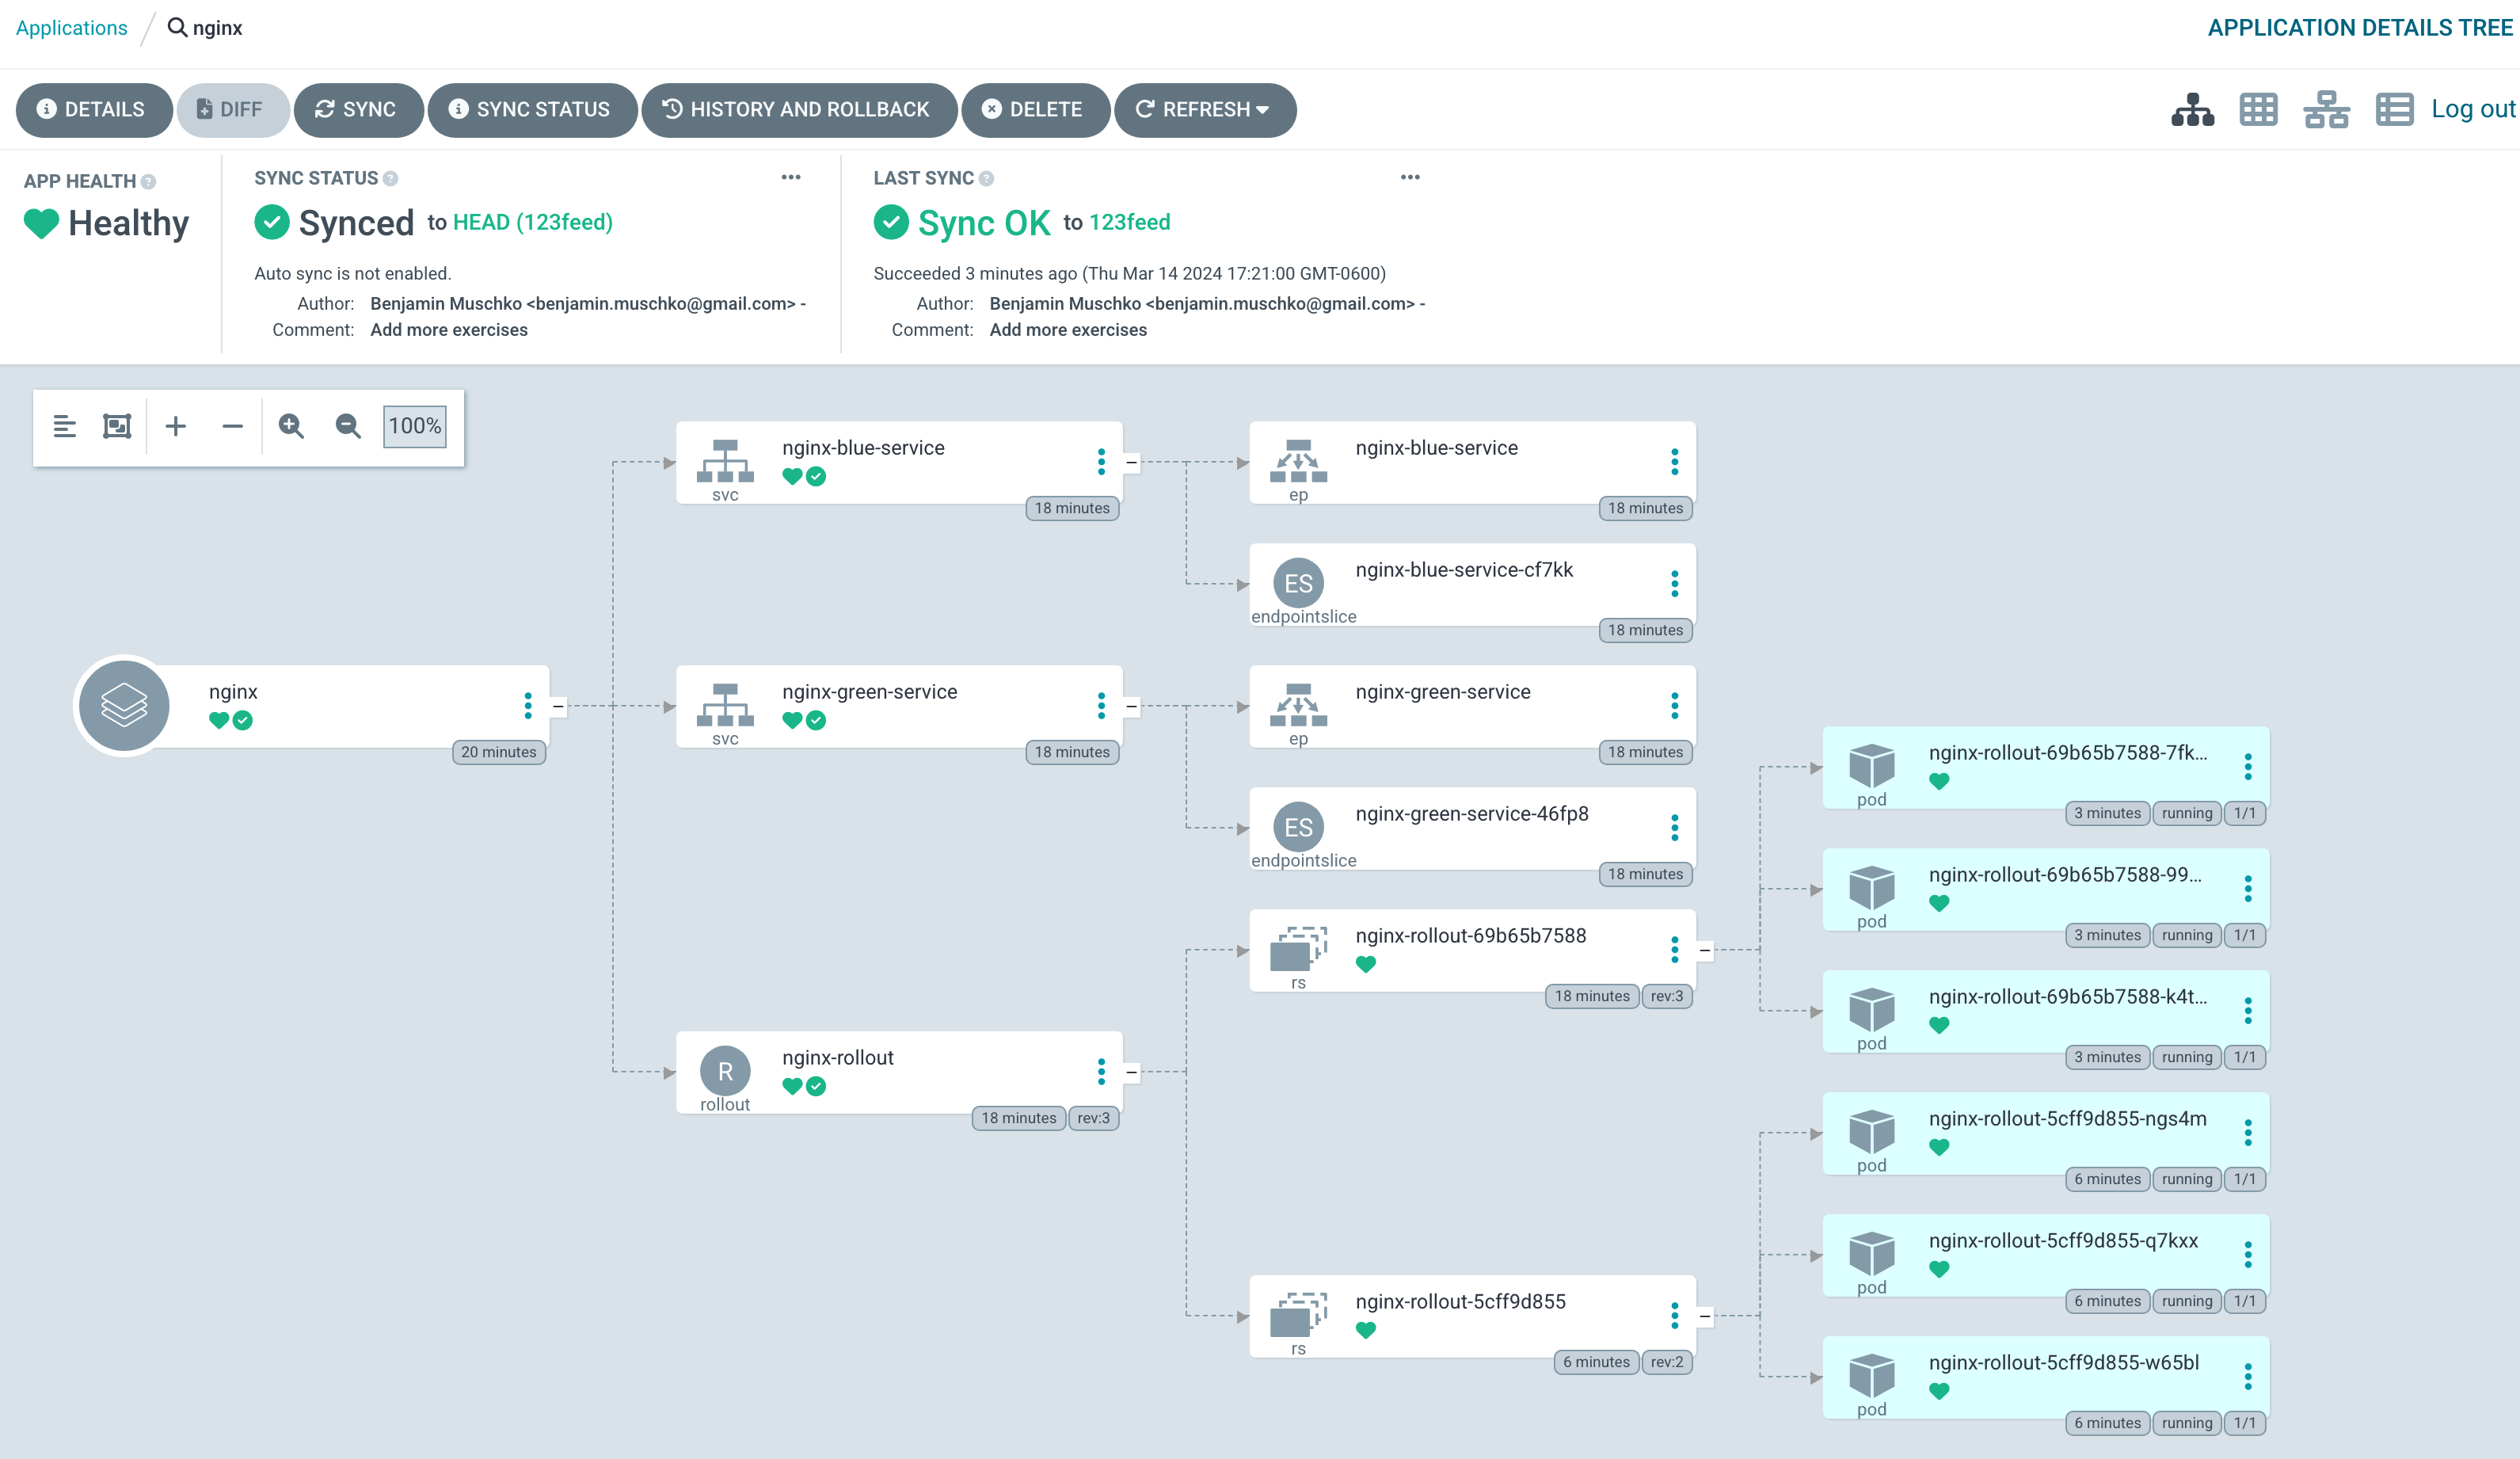 Applications / nginx
APPLICATION DETAILS TREE
DETAILS
DIFF
SYNC
SYNC STATUS
HISTORY AND ROLLBACK
DELETE
REFRESH
Log out
APP HEALTH
Healthy
SYNC STATUS
Synced to HEAD (123feed)
Auto sync is not enabled.
Author: Benjamin Muschko <benjamin.muschko@gmail.com> -
Comment: Add more exercises
LAST SYNC
Sync OK to 123feed
Succeeded 3 minutes ago (Thu Mar 14 2024 17:21:00 GMT-0600)
Author: Benjamin Muschko <benjamin.muschko@gmail.com> -
Comment: Add more exercises
100%
nginx
20 minutes
nginx-blue-service
svc
18 minutes
nginx-green-service
svc
18 minutes
R
nginx-rollout
rollout
18 minutes
rev:3
nginx-blue-service
ep
18 minutes
ES
nginx-blue-service-cf7kk
endpointslice
18 minutes
nginx-green-service
ep
18 minutes
ES
nginx-green-service-46fp8
endpointslice
18 minutes
nginx-rollout-69b65b7588
rs
18 minutes
rev:3
nginx-rollout-5cff9d855
rs
6 minutes
rev:2
nginx-rollout-69b65b7588-7fk...
pod
3 minutes
running
1/1
nginx-rollout-69b65b7588-99...
pod
3 minutes
running
1/1
nginx-rollout-69b65b7588-k4t...
pod
3 minutes
running
1/1
nginx-rollout-5cff9d855-ngs4m
pod
6 minutes
running
1/1
nginx-rollout-5cff9d855-q7kxx
pod
6 minutes
running
1/1
nginx-rollout-5cff9d855-w65bl
pod
6 minutes
running
1/1